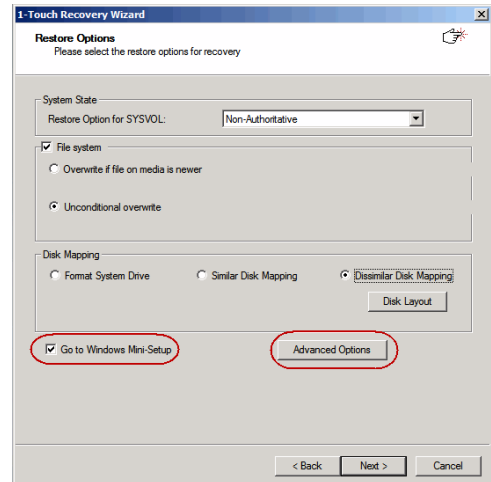 1-Touch Recovery Wizard
Restore Options
Please select the restore options for recovery
System State
Restore Option for SYSVOL: Non-Authoritative
File system
Overwrite if file on media is newer
Unconditional overwrite
Disk Mapping
Format System Drive Similar Disk Mapping Dissimilar Disk Mapping
Disk Layout
Go to Windows Mini-Setup Advanced Options
< Back Next > Cancel